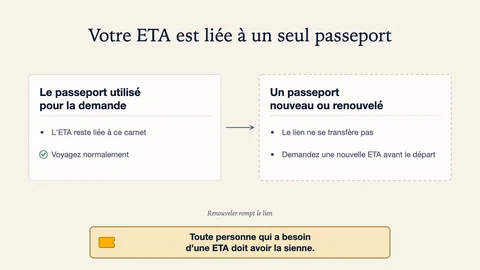 Votre ETA est liée à un seul passeport
Le passeport utilisé
pour la demande
L'ETA reste liée à ce carnet
Voyagez normalement
Un passeport
nouveau ou renouvelé
Le lien ne se transfère pas
Demandez une nouvelle ETA avant le départ
Renouveler rompt le lien
Toute personne qui a besoin
d'une ETA doit avoir la sienne.